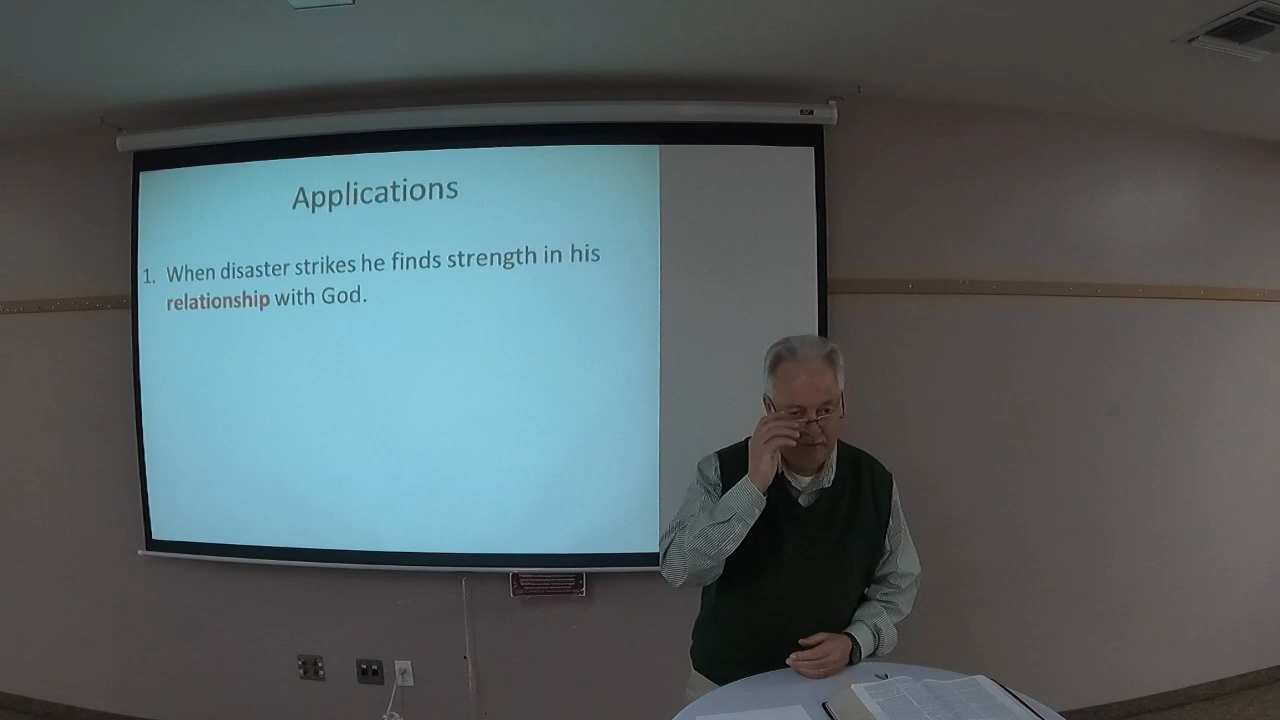 Applications
1. When disaster strikes he finds strength in his
relationship with God.